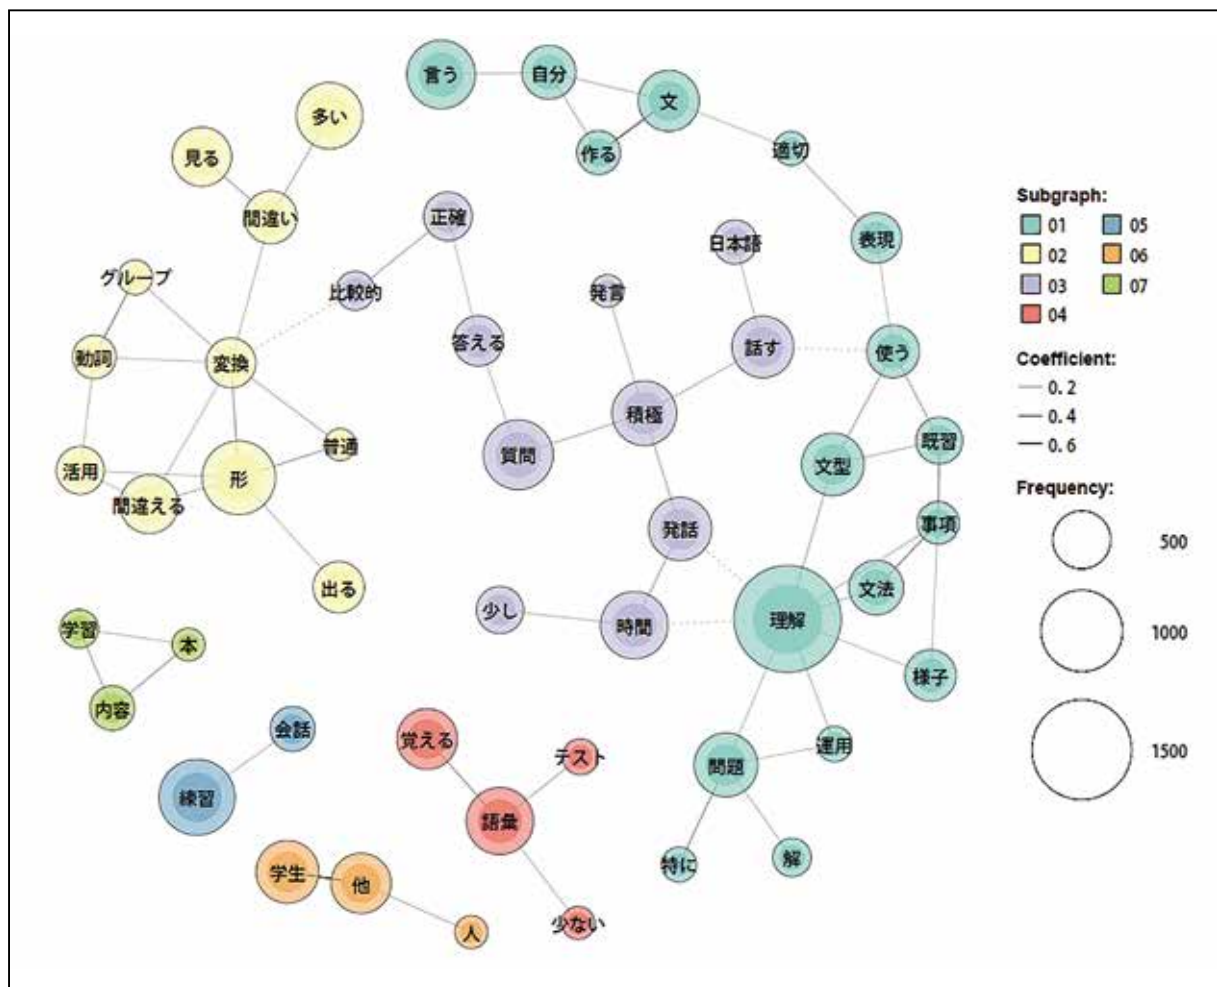 言う
自分
文
作る
適切
多い
見る
間違い
正確
日本語
表現
グループ
比較的
発言
答える
話す
使う
動詞
変換
積極
質問
普通
文型
既習
活用
形
間違える
発話
事項
出る
少し
時間
理解
文法
学習
本
内容
様子
会話
覚える
テスト
問題
運用
練習
語彙
特に
解
学生
他
人
少ない
Subgraph:
01 05
02 06
03 07
04
Coefficient:
0. 2
0. 4
0. 6
Frequency:
500
1000
1500